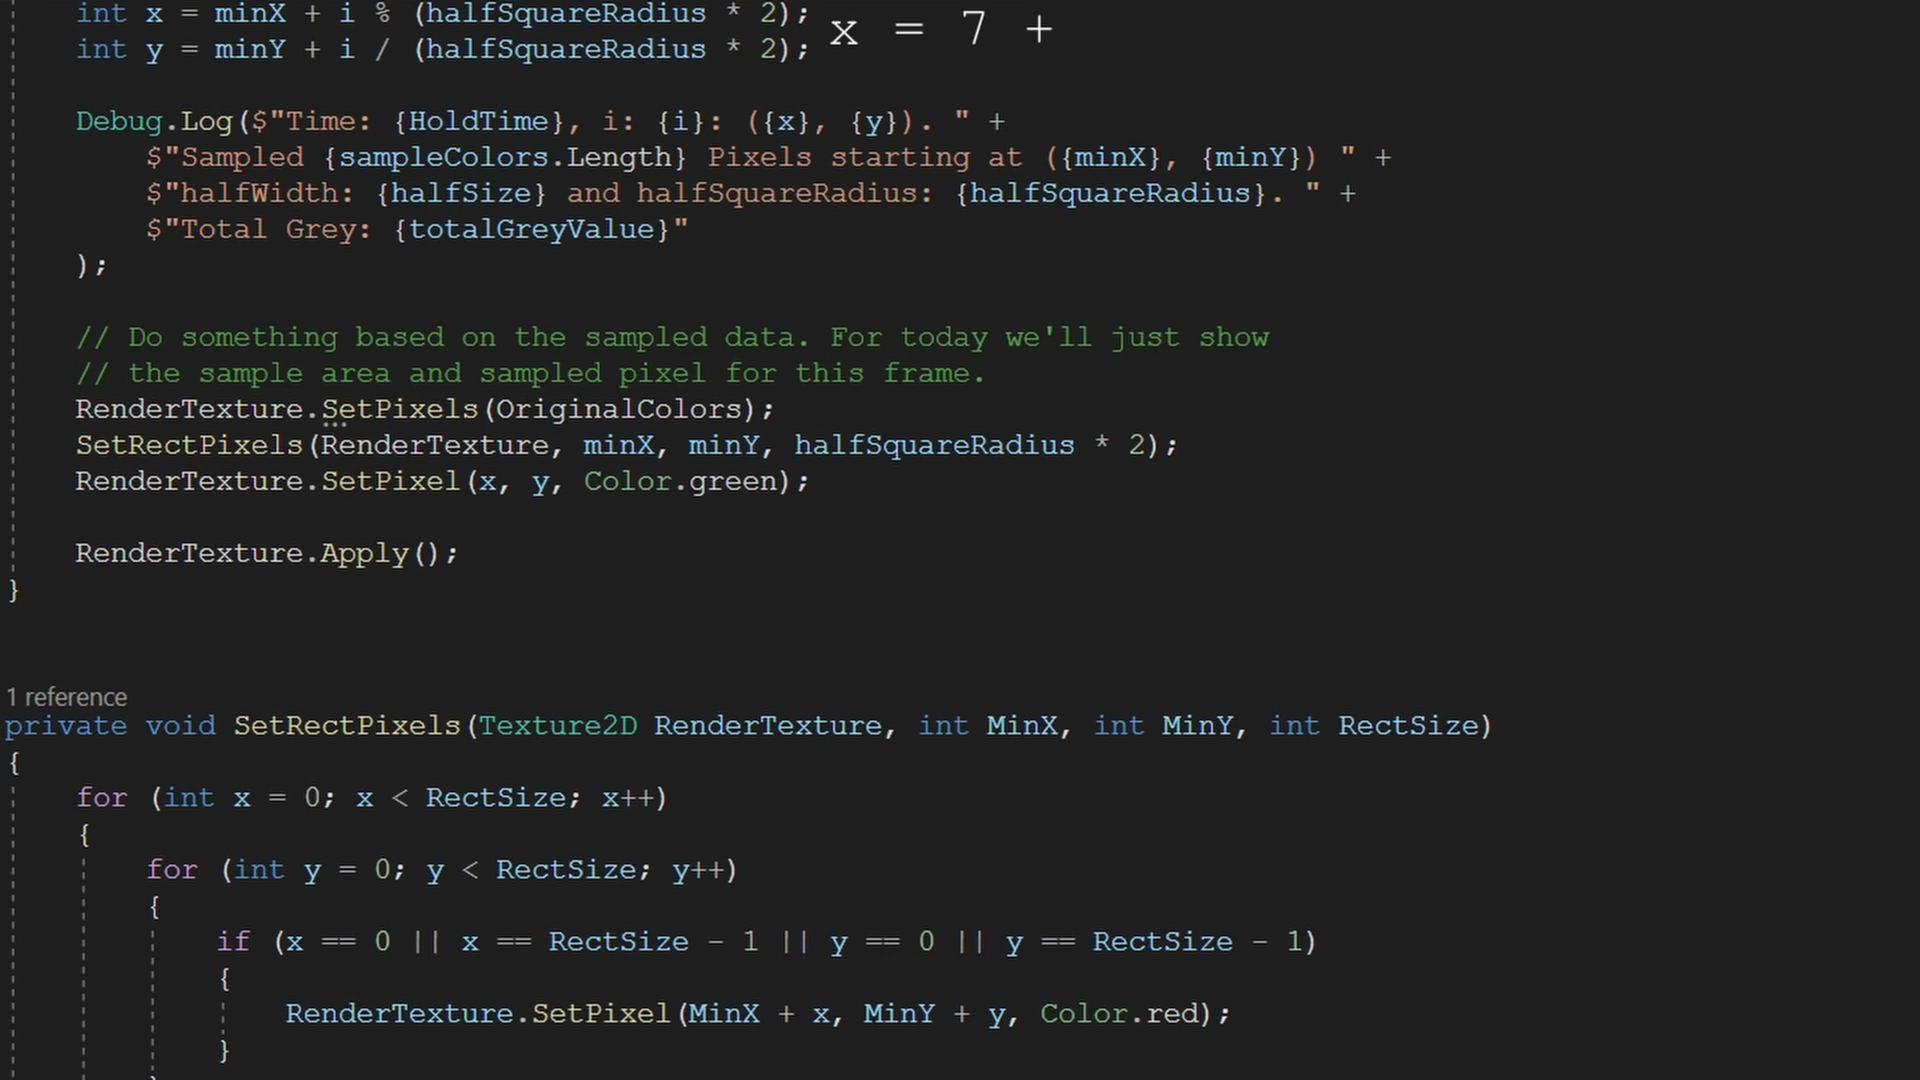 int x = minX + i % (halfSquareRadius * 2);
x = 7 +
int y = minY + i / (halfSquareRadius * 2);
Debug.Log($"Time: {HoldTime}, i: {i}: ({x}, {y}). " +
$"Sampled {sampleColors.Length} Pixels starting at ({minX}, {minY}) " +
$"halfWidth: {halfSize} and halfSquareRadius: {halfSquareRadius}. " +
$"Total Grey: {totalGreyValue}"
);
// Do something based on the sampled data. For today we'll just show
// the sample area and sampled pixel for this frame.
RenderTexture.SetPixels(OriginalColors);
SetRectPixels(RenderTexture, minX, minY, halfSquareRadius * 2);
RenderTexture.SetPixel(x, y, Color.green);
RenderTexture.Apply();
}
1 reference
private void SetRectPixels(Texture2D RenderTexture, int MinX, int MinY, int RectSize)
{
for (int x = 0; x < RectSize; x++)
{
for (int y = 0; y < RectSize; y++)
{
if (x == 0 || x == RectSize - 1 || y == 0 || y == RectSize - 1)
{
RenderTexture.SetPixel(MinX + x, MinY + y, Color.red);
}